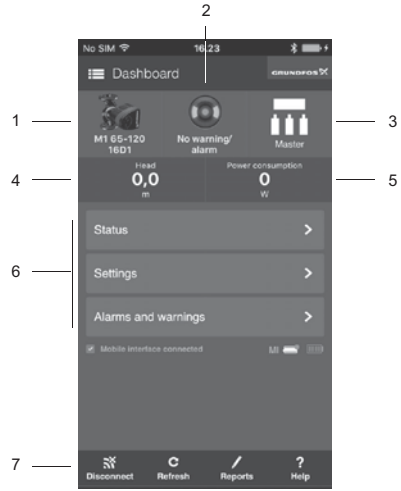 2
No SIM 16.23
Dashboard
GRUNDFOS
1
M1 65-120
16D1
No warning/
alarm
Master
3
4
Head
0,0
m
Power consumption
0
W
5
6
Status
Settings
Alarms and warnings
Mobile interface connected
MI
7
Disconnect
Refresh
Reports
?
Help